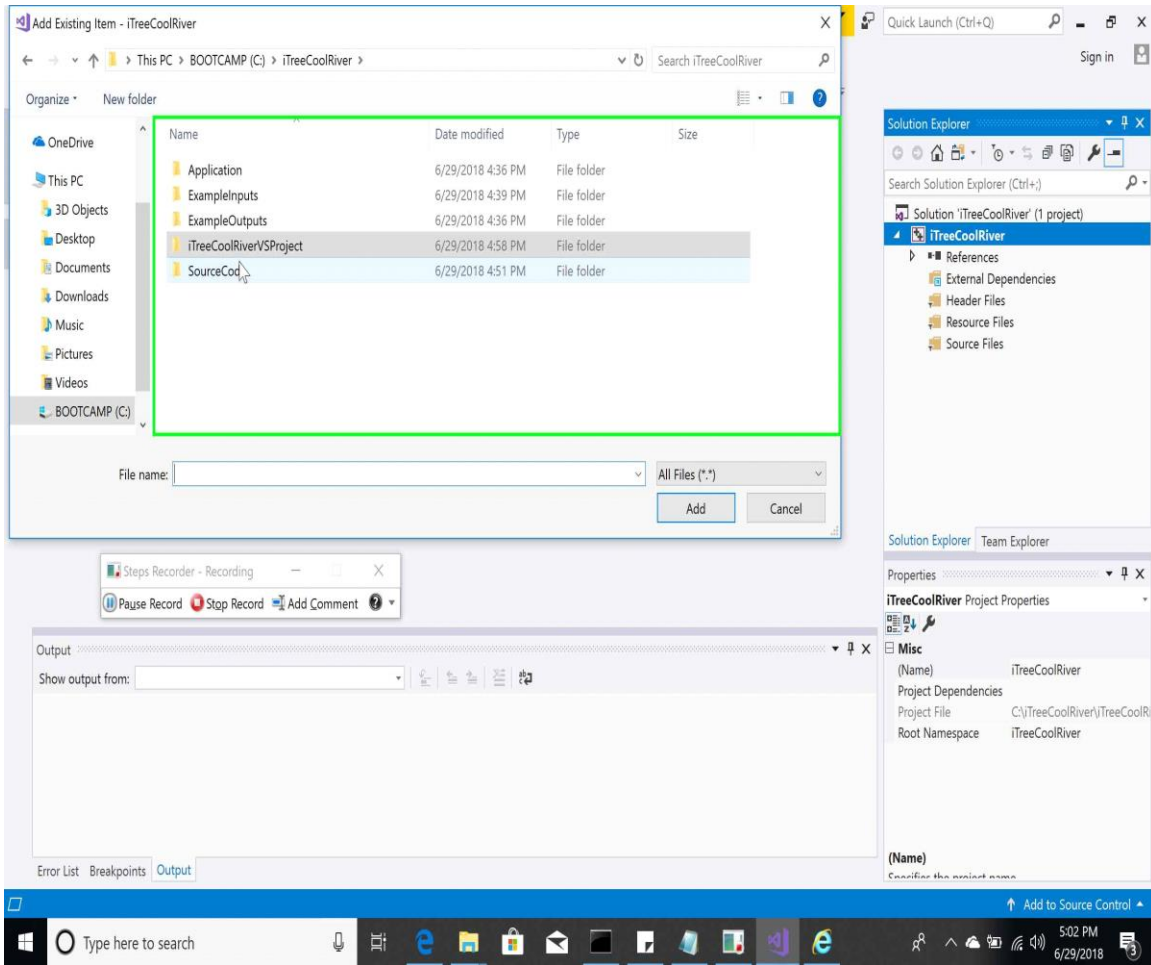 Add Existing Item - iTreeCoolRiver
Quick Launch (Ctrl+Q)
This PC > BOOTCAMP (C:) > iTreeCoolRiver >
Search iTreeCoolRiver
Sign in
Organize
New folder
Name Date modified Type Size
OneDrive
This PC
3D Objects
Desktop
Documents
Downloads
Music
Pictures
Videos
BOOTCAMP (C:)
Application 6/29/2018 4:36 PM File folder
ExampleInputs 6/29/2018 4:39 PM File folder
ExampleOutputs 6/29/2018 4:36 PM File folder
iTreeCoolRiverVSProject 6/29/2018 4:58 PM File folder
SourceCod 6/29/2018 4:51 PM File folder
File name:
All Files (*.*)
Add Cancel
Solution Explorer
Search Solution Explorer (Ctrl+;)
Solution 'iTreeCoolRiver' (1 project)
iTreeCoolRiver
References
External Dependencies
Header Files
Resource Files
Source Files
Solution Explorer Team Explorer
Steps Recorder - Recording
Pause Record Stop Record Add Comment
Properties
iTreeCoolRiver Project Properties
Misc
(Name) iTreeCoolRiver
Project Dependencies
Project File C:\iTreeCoolRiver\iTreeCoolRi
Root Namespace iTreeCoolRiver
(Name)
Specifies the project name
Output
Show output from:
Error List Breakpoints Output
Add to Source Control
Type here to search
5:02 PM
6/29/2018